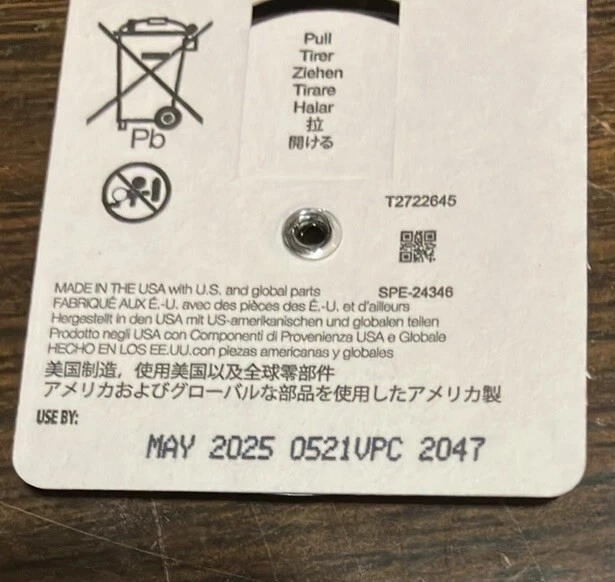 Pull
Tirer
Ziehen
Tirare
Halar
拉
開ける
Pb
T2722645
SPE-24346
MADE IN THE USA with U.S. and global parts
FABRIQUÉ AUX É.-U. avec des pièces des É.-U. et d'ailleurs
Hergestellt in den USA mit US-amerikanischen und globalen teilen
Prodotto negli USA con Componenti di Provenienza USA e Globale
HECHO EN LOS EE.UU.con piezas americanas y globales
美国制造，使用美国以及全球零部件
アメリカおよびグローバルな部品を使用したアメリカ製
USE BY:
MAY 2025 0521VPC 2047